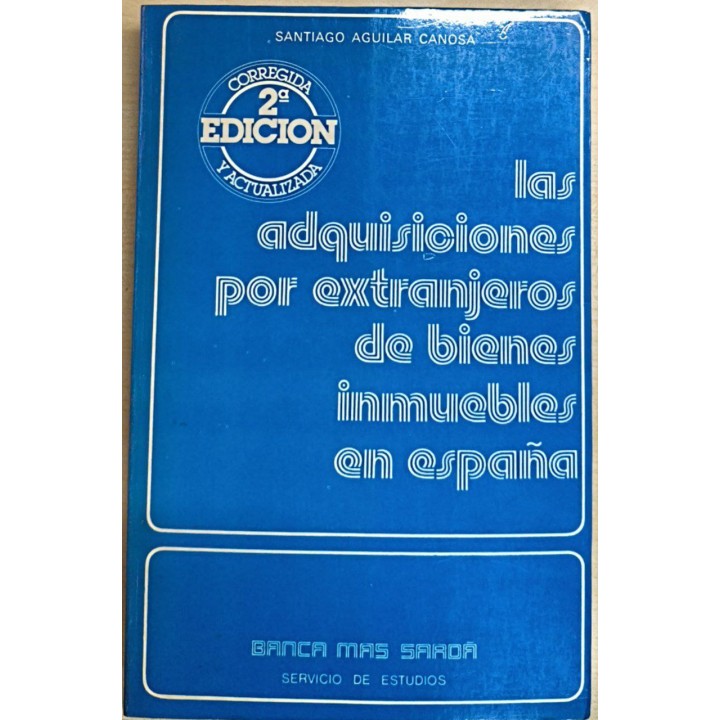 SANTIAGO AGUILAR CANOSA
CORREGIDA
2ª
EDICION
Y ACTUALIZADA
las
adquisiciones
por extranjeros
de bienes
inmuebles
en españa
BANCA MAS SARDÁ
SERVICIO DE ESTUDIOS